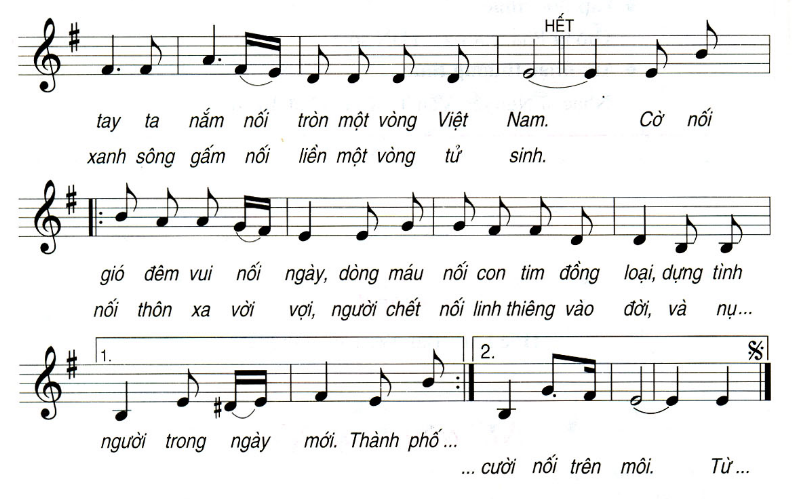 HẾT
tay ta nắm nối tròn một vòng Việt Nam. Cờ nối
xanh sông gấm nối liền một vòng tử sinh.
gió đêm vui nối ngày, dòng máu nối con tim đồng loại, dựng tình
nối thôn xa vời vợi, người chết nối linh thiêng vào đời, và nụ...
1. 2.
người trong ngày mới. Thành phố ...
... cười nối trên môi. Từ ...